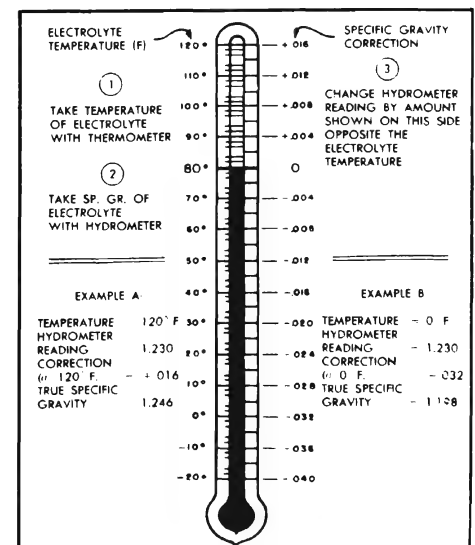 ELECTROLYTE
TEMPERATURE (F)
1
TAKE TEMPERATURE
OF ELECTROLYTE
WITH THERMOMETER
2
TAKE SP. GR. OF
ELECTROLYTE
WITH HYDROMETER
SPECIFIC GRAVITY
CORRECTION
3
CHANGE HYDROMETER
READING BY AMOUNT
SHOWN ON THIS SIDE
OPPOSITE THE
ELECTROLYTE
TEMPERATURE
120° +.016
110° +.012
100° +.008
90° +.004
80° 0
70° -.004
60° -.008
50° -.012
40° -.016
30° -.020
20° -.024
10° -.028
0° -.032
-10° -.036
-20° -.040
EXAMPLE A
TEMPERATURE 120° F
HYDROMETER
READING 1.230
CORRECTION
120° F. - +.016
TRUE SPECIFIC
GRAVITY 1.246
EXAMPLE B
TEMPERATURE - 0 F
HYDROMETER
READING - 1.230
CORRECTION
0 F. -.032
TRUE SPECIFIC
GRAVITY - 1.198